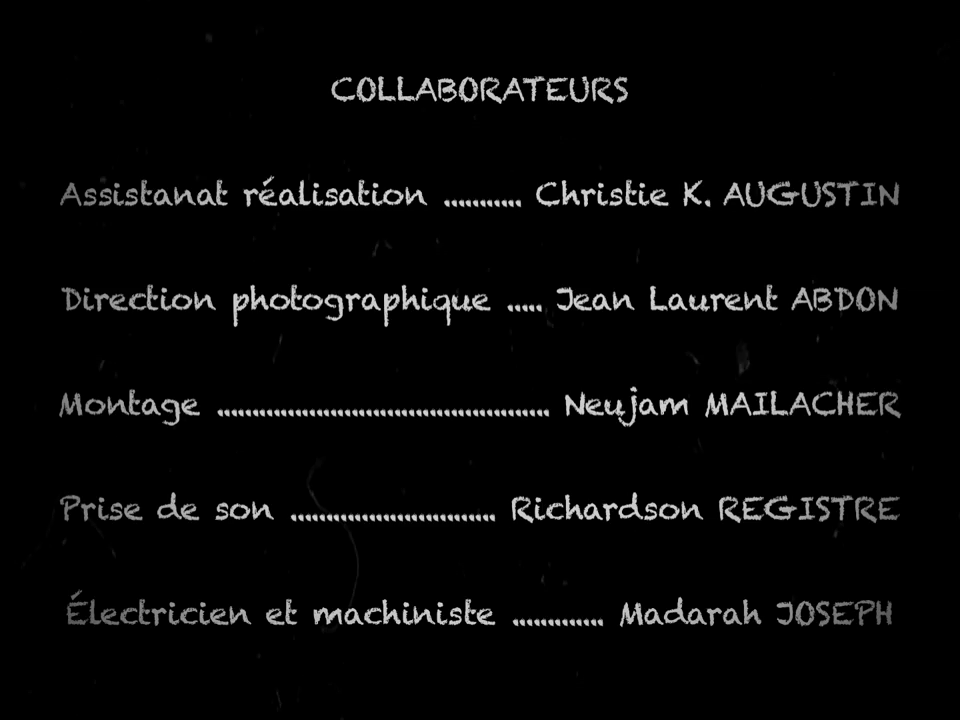 COLLABORATEURS
Assistanat réalisation ........... Christie K. AUGUSTIN
Direction photographique ..... Jean Laurent ABDON
Montage ............................................... Neujam MAILACHER
Prise de son ............................. Richardson REGISTRE
Électricien et machiniste ............. Madarah JOSEPH